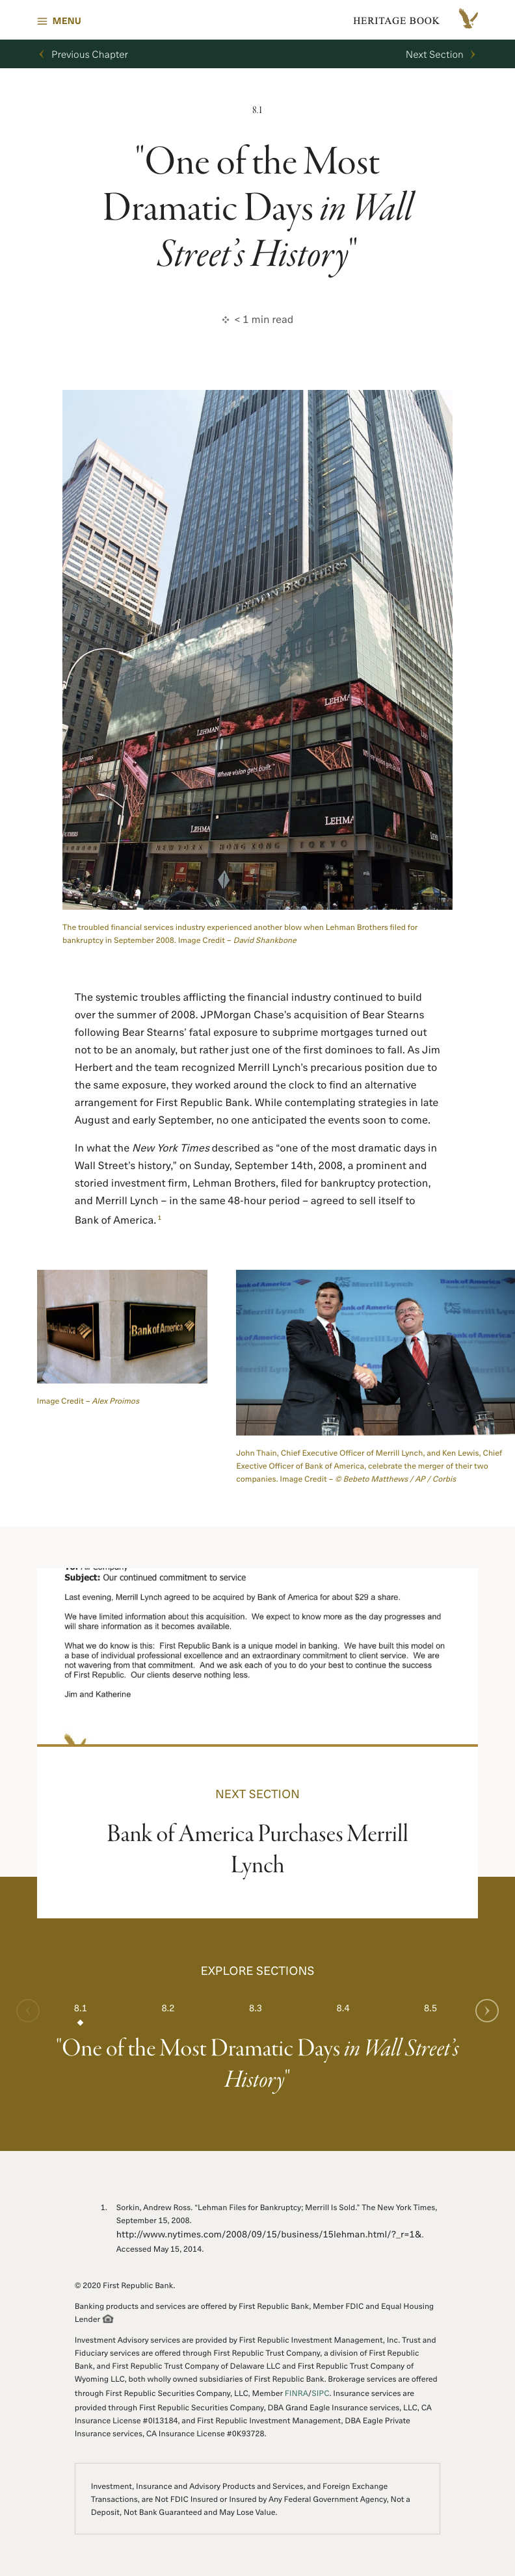 MENU
HERITAGE BOOK
Previous Chapter
Next Section
8.1
"One of the Most
Dramatic Days in Wall
Street’s History"
< 1 min read
LEHMAN BROTHERS
AUG 12
LEHMA
LEHMAN
Where vision gets built.
LEHMA
LEHMA
NEW YORK HONG KONG TOKYO
The troubled financial services industry experienced another blow when Lehman Brothers filed for
bankruptcy in September 2008. Image Credit – David Shankbone
The systemic troubles afflicting the financial industry continued to build
over the summer of 2008. JPMorgan Chase’s acquisition of Bear Stearns
following Bear Stearns’ fatal exposure to subprime mortgages turned out
not to be an anomaly, but rather just one of the first dominoes to fall. As Jim
Herbert and the team recognized Merrill Lynch’s precarious position due to
the same exposure, they worked around the clock to find an alternative
arrangement for First Republic Bank. While contemplating strategies in late
August and early September, no one anticipated the events soon to come.
In what the New York Times described as “one of the most dramatic days in
Wall Street’s history,” on Sunday, September 14th, 2008, a prominent and
storied investment firm, Lehman Brothers, filed for bankruptcy protection,
and Merrill Lynch – in the same 48-hour period – agreed to sell itself to
Bank of America. 1
Bank of America
Merrill Lynch
Bank of America
Image Credit – Alex Proimos
John Thain, Chief Executive Officer of Merrill Lynch, and Ken Lewis, Chief
Exective Officer of Bank of America, celebrate the merger of their two
companies. Image Credit – © Bebeto Matthews / AP / Corbis
Subject: Our continued commitment to service
Last evening, Merrill Lynch agreed to be acquired by Bank of America for about $29 a share.
We have limited information about this acquisition. We expect to know more as the day progresses and
will share information as it becomes available.
What we do know is this: First Republic Bank is a unique model in banking. We have built this model on
a base of individual professional excellence and an extraordinary commitment to client service. We are
not wavering from that commitment. And we ask each of you to do your best to continue the success
of First Republic. Our clients deserve nothing less.
Jim and Katherine
NEXT SECTION
Bank of America Purchases Merrill
Lynch
EXPLORE SECTIONS
8.1 8.2 8.3 8.4 8.5
"One of the Most Dramatic Days in Wall Street’s
History"
1. Sorkin, Andrew Ross. “Lehman Files for Bankruptcy; Merrill Is Sold.” The New York Times,
September 15, 2008.
http://www.nytimes.com/2008/09/15/business/15lehman.html/?_r=1&.
Accessed May 15, 2014.
© 2020 First Republic Bank.
Banking products and services are offered by First Republic Bank, Member FDIC and Equal Housing
Lender
Investment Advisory services are provided by First Republic Investment Management, Inc. Trust and
Fiduciary services are offered through First Republic Trust Company, a division of First Republic
Bank, and First Republic Trust Company of Delaware LLC and First Republic Trust Company of
Wyoming LLC, both wholly owned subsidiaries of First Republic Bank. Brokerage services are offered
through First Republic Securities Company, LLC, Member FINRA/SIPC. Insurance services are
provided through First Republic Securities Company, DBA Grand Eagle Insurance services, LLC, CA
Insurance License #0I13184, and First Republic Investment Management, DBA Eagle Private
Insurance services, CA Insurance License #0K93728.
Investment, Insurance and Advisory Products and Services, and Foreign Exchange
Transactions, are Not FDIC Insured or Insured by Any Federal Government Agency, Not a
Deposit, Not Bank Guaranteed and May Lose Value.